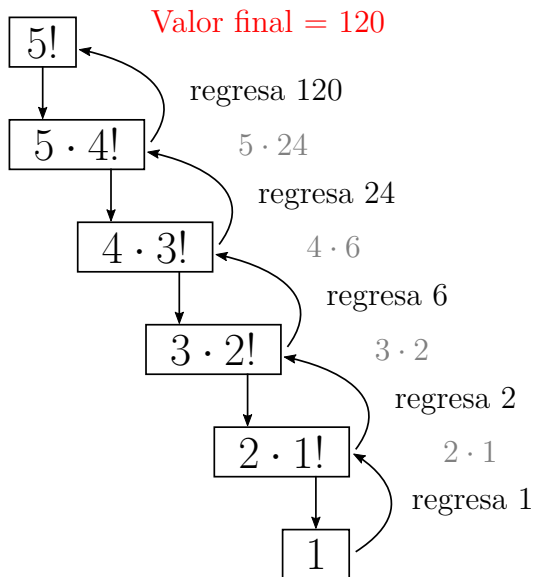 Valor final = 120
5!
regresa 120
5 · 4!
5 · 24
regresa 24
4 · 3!
4 · 6
regresa 6
3 · 2!
3 · 2
regresa 2
2 · 1!
2 · 1
regresa 1
1